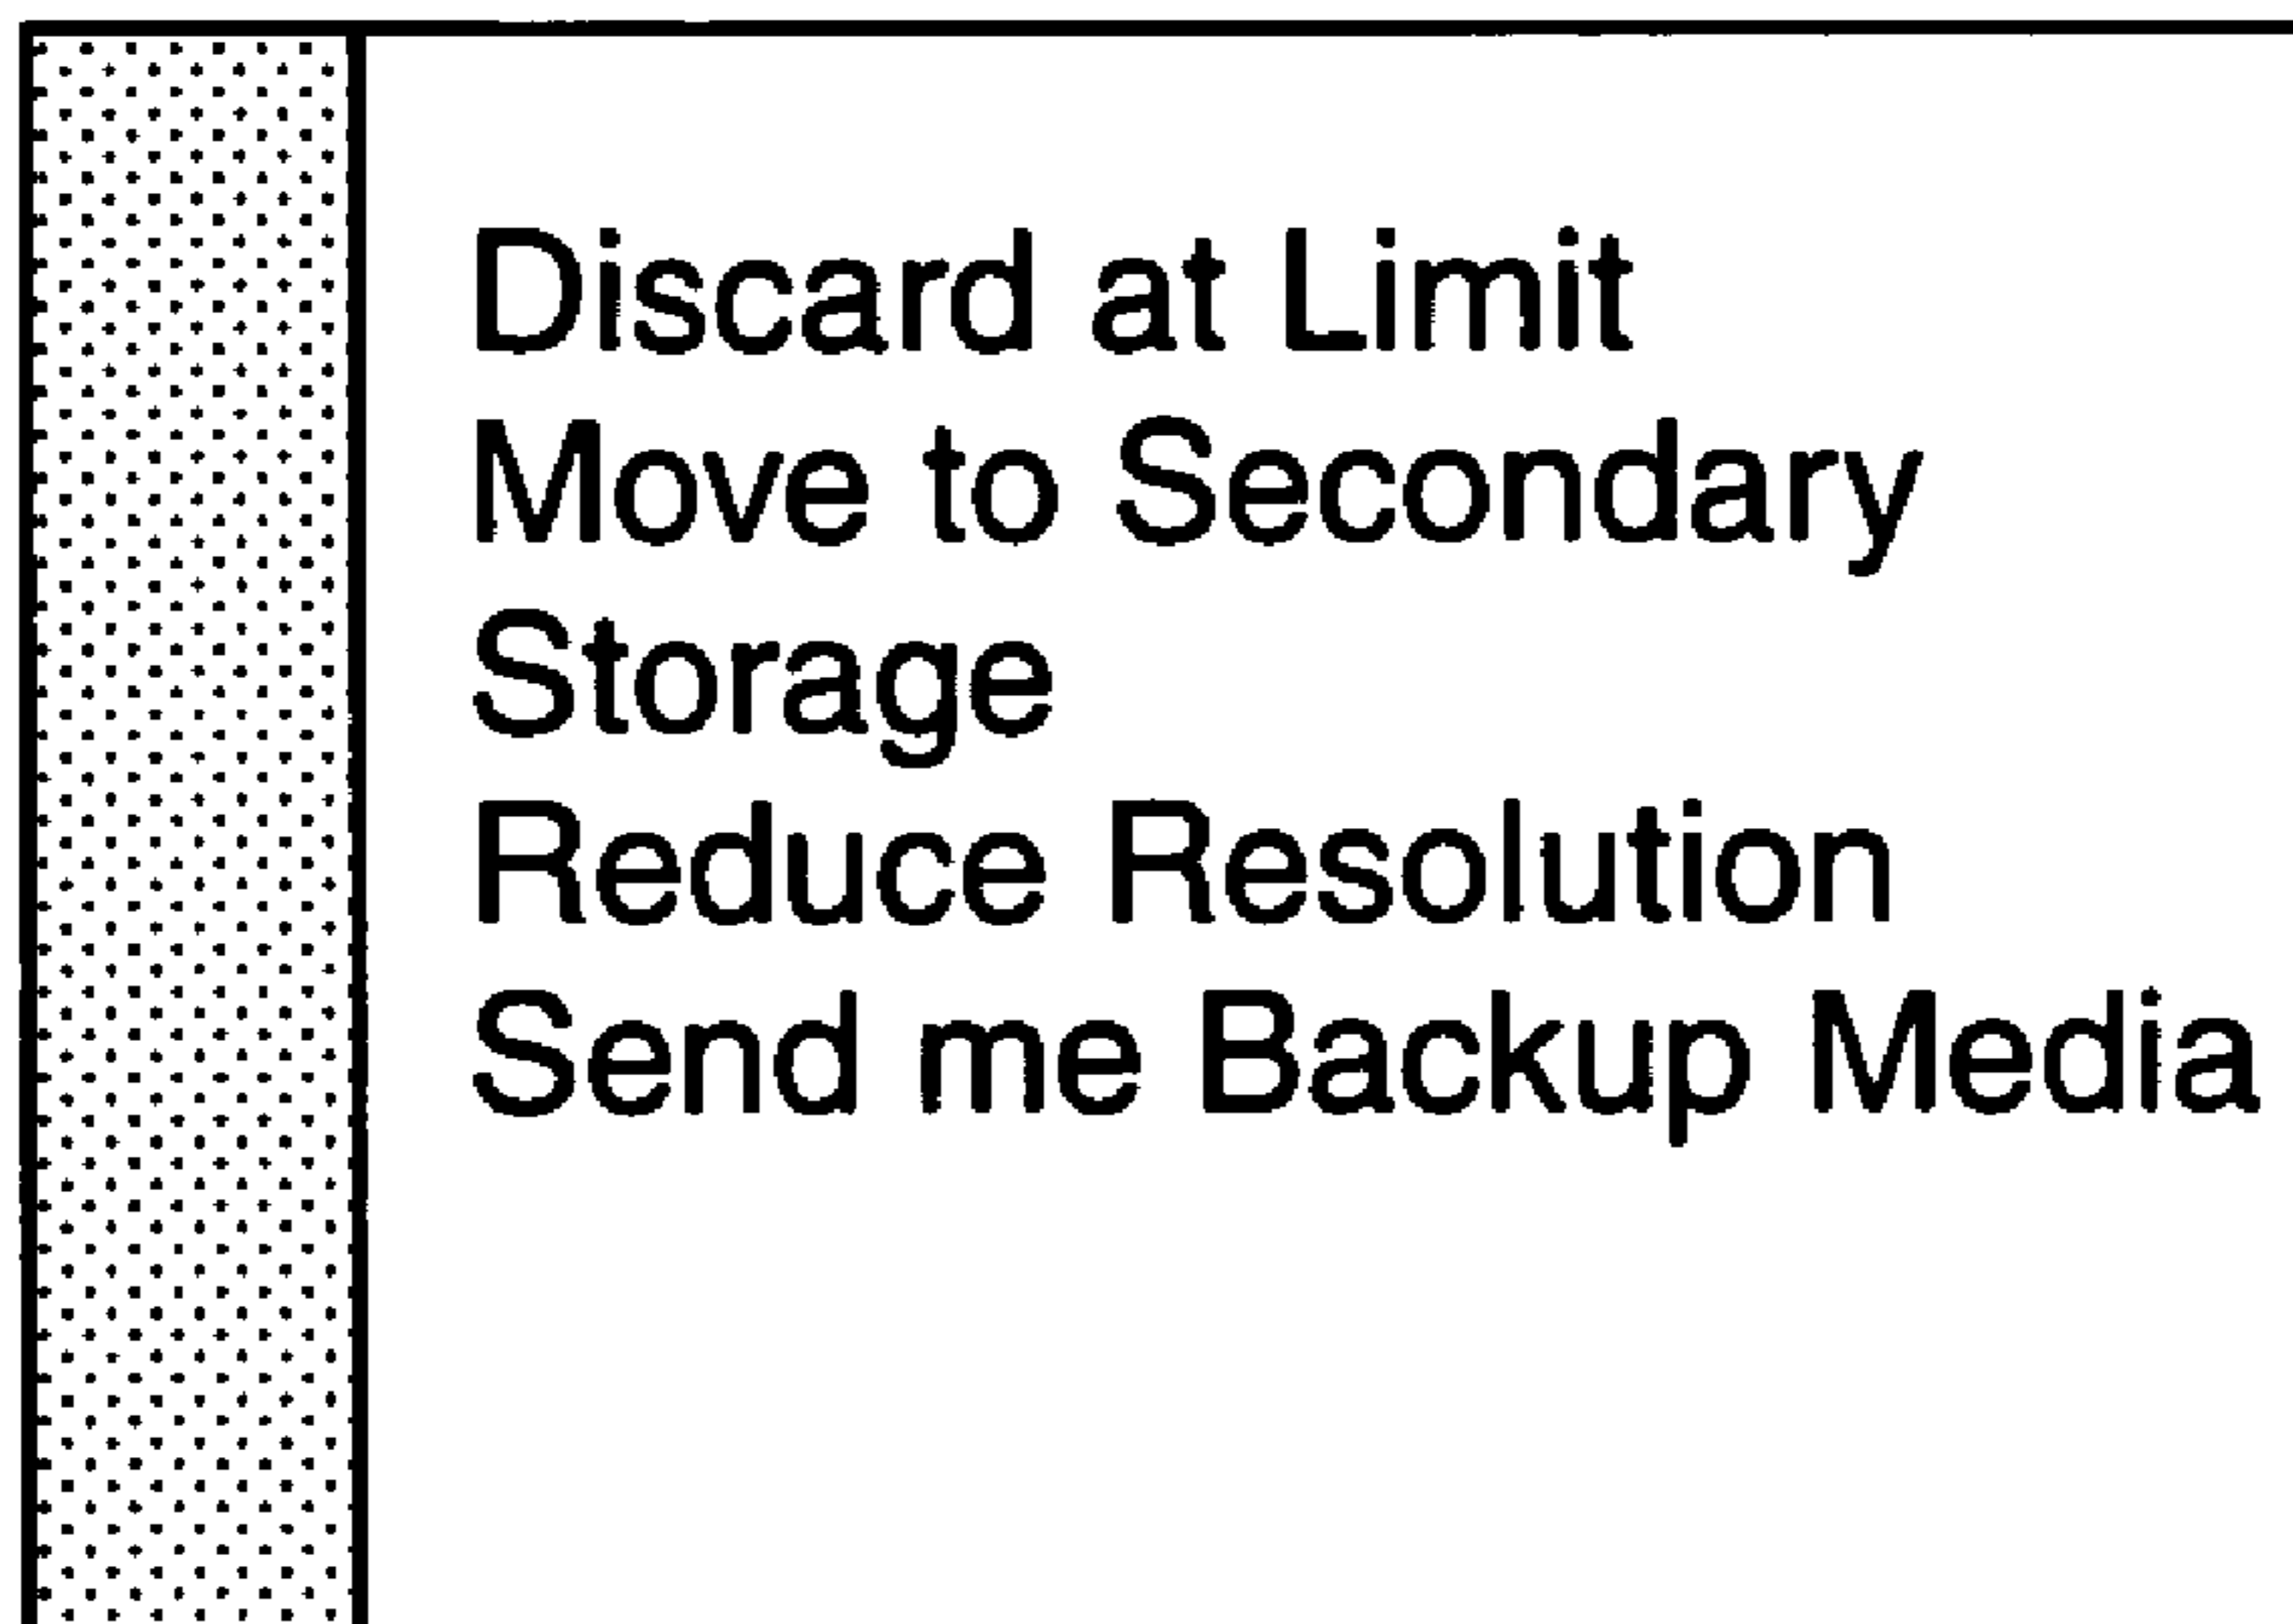 Discard at Limit
Move to Secondary
Storage
Reduce Resolution
Send me Backup Media